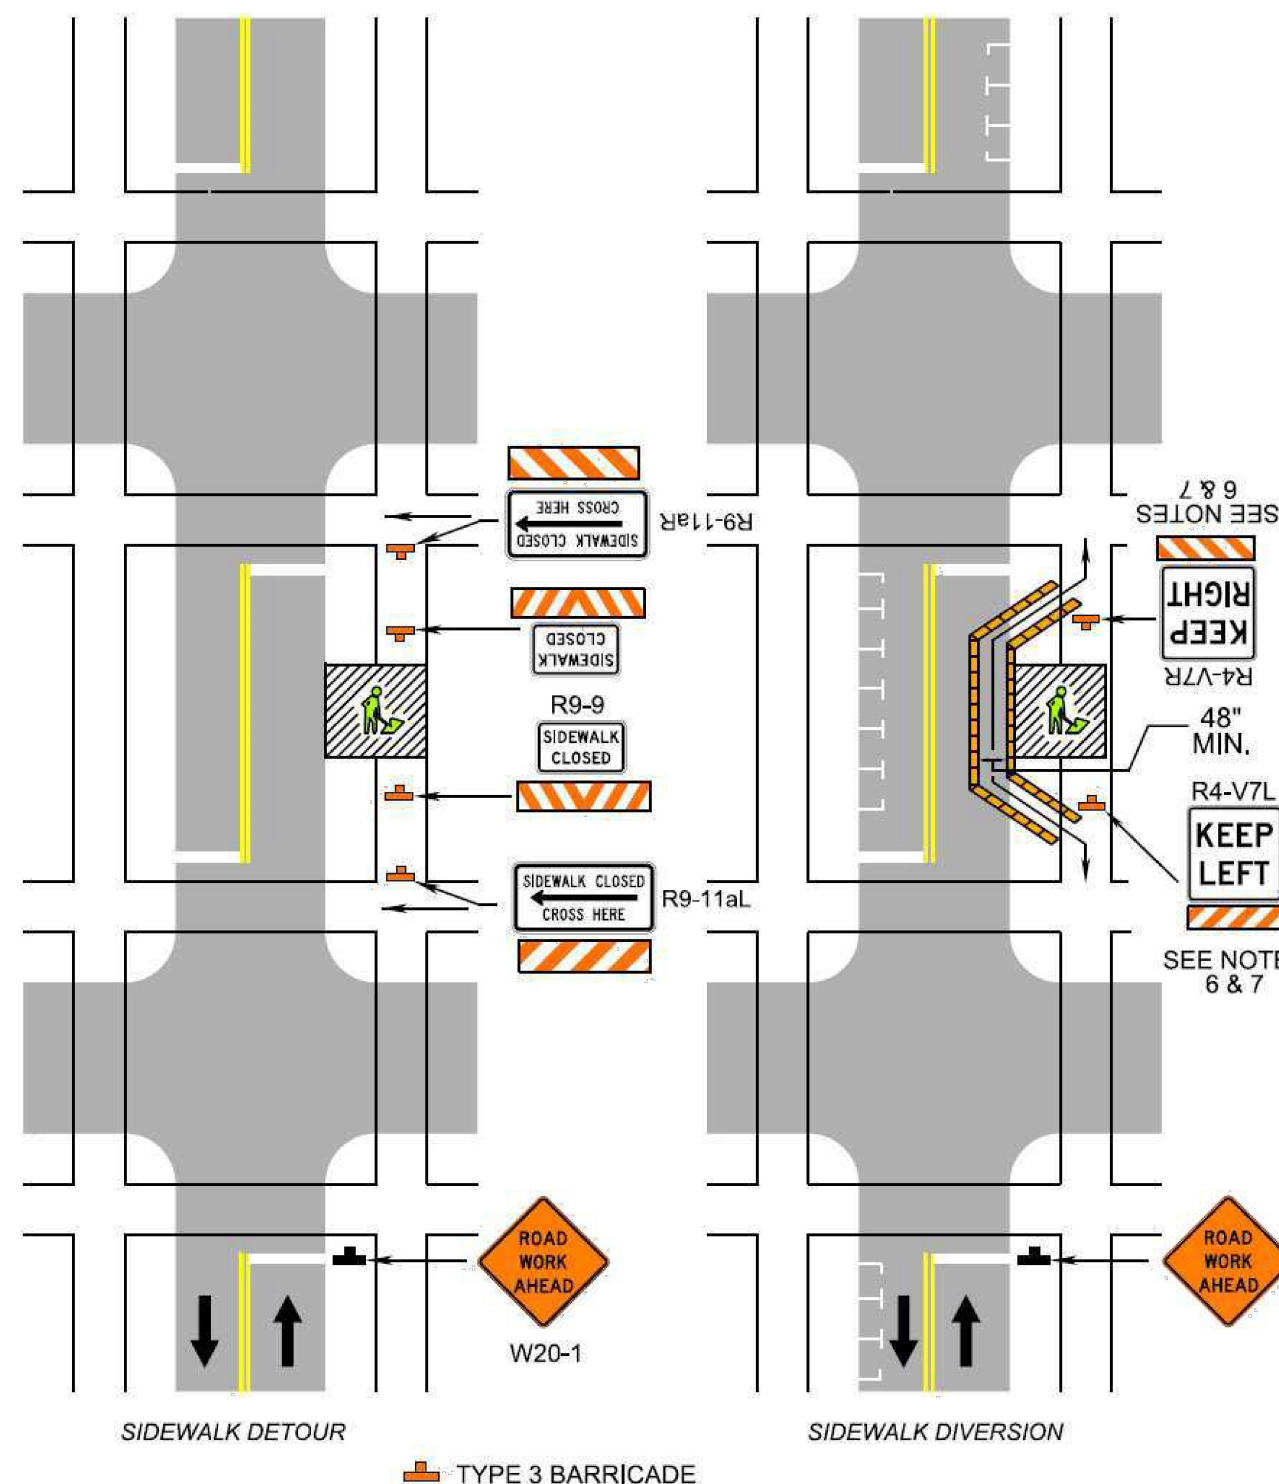 CROSS HERE
SIDEWALK CLOSED
R9-11aR
SIDEWALK
CLOSED
R9-9
SIDEWALK
CLOSED
SIDEWALK CLOSED
CROSS HERE
R9-11aL
ROAD
WORK
AHEAD
W20-1
SIDEWALK DETOUR
SEE NOTES
6 & 7
KEEP
RIGHT
R4-V7R
48"
MIN.
R4-V7L
KEEP
LEFT
SEE NOTE
6 & 7
ROAD
WORK
AHEAD
SIDEWALK DIVERSION
TYPE 3 BARRICADE